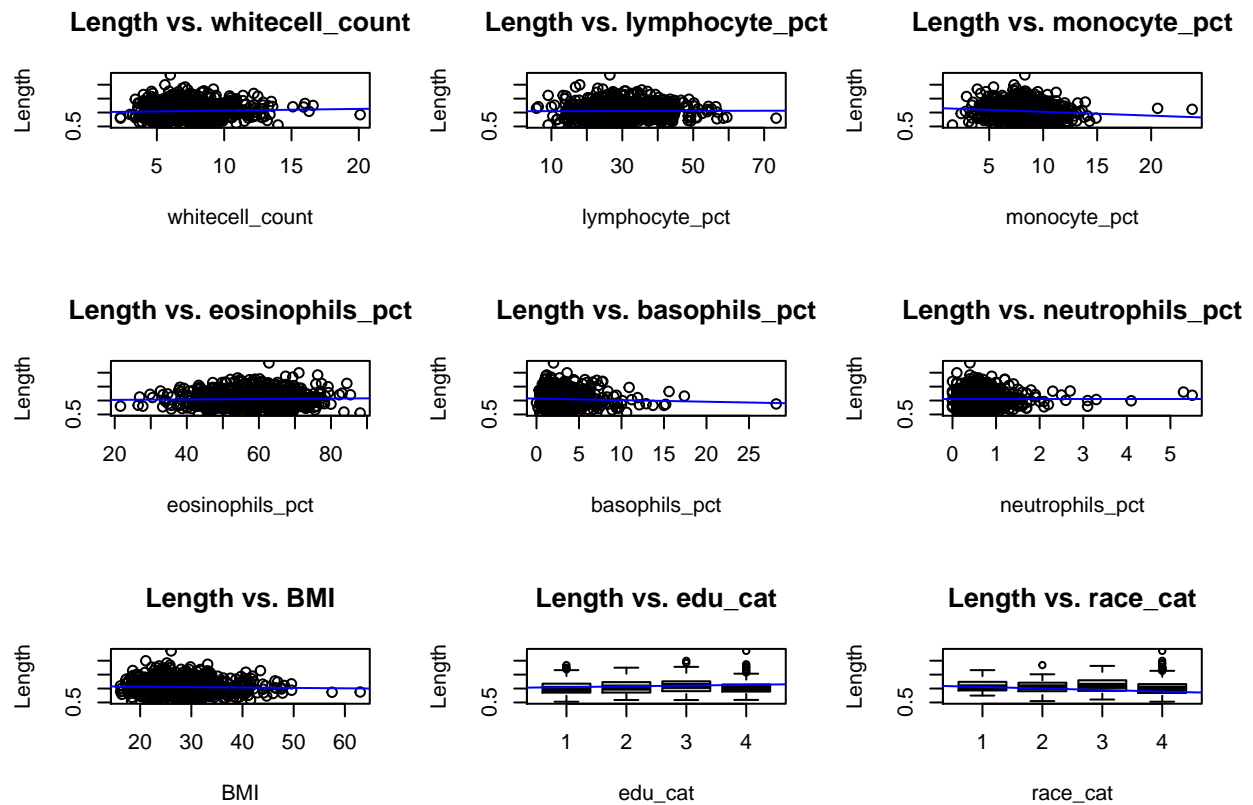 Length vs. whitecell_count
Length
0.5
5 10 15 20
whitecell_count
Length vs. lymphocyte_pct
Length
0.5
10 30 50 70
lymphocyte_pct
Length vs. monocyte_pct
Length
0.5
5 10 15 20
monocyte_pct
Length vs. eosinophils_pct
Length
0.5
20 40 60 80
eosinophils_pct
Length vs. basophils_pct
Length
0.5
0 5 10 15 20 25
basophils_pct
Length vs. neutrophils_pct
Length
0.5
0 1 2 3 4 5
neutrophils_pct
Length vs. BMI
Length
0.5
20 30 40 50 60
BMI
Length vs. edu_cat
Length
0.5
1 2 3 4
edu_cat
Length vs. race_cat
Length
0.5
1 2 3 4
race_cat